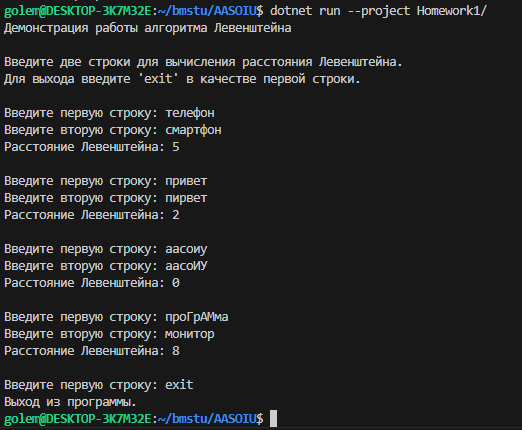 golem@DESKTOP-3K7M32E:~/bmstu/AASOIU$ dotnet run --project Homework1/
Демонстрация работы алгоритма Левенштейна
Введите две строки для вычисления расстояния Левенштейна.
Для выхода введите 'exit' в качестве первой строки.
Введите первую строку: телефон
Введите вторую строку: смартфон
Расстояние Левенштейна: 5
Введите первую строку: привет
Введите вторую строку: пирвет
Расстояние Левенштейна: 2
Введите первую строку: аасоиу
Введите вторую строку: аасоИУ
Расстояние Левенштейна: 0
Введите первую строку: проГрАМма
Введите вторую строку: монитор
Расстояние Левенштейна: 8
Введите первую строку: exit
Выход из программы.
golem@DESKTOP-3K7M32E:~/bmstu/AASOIU$